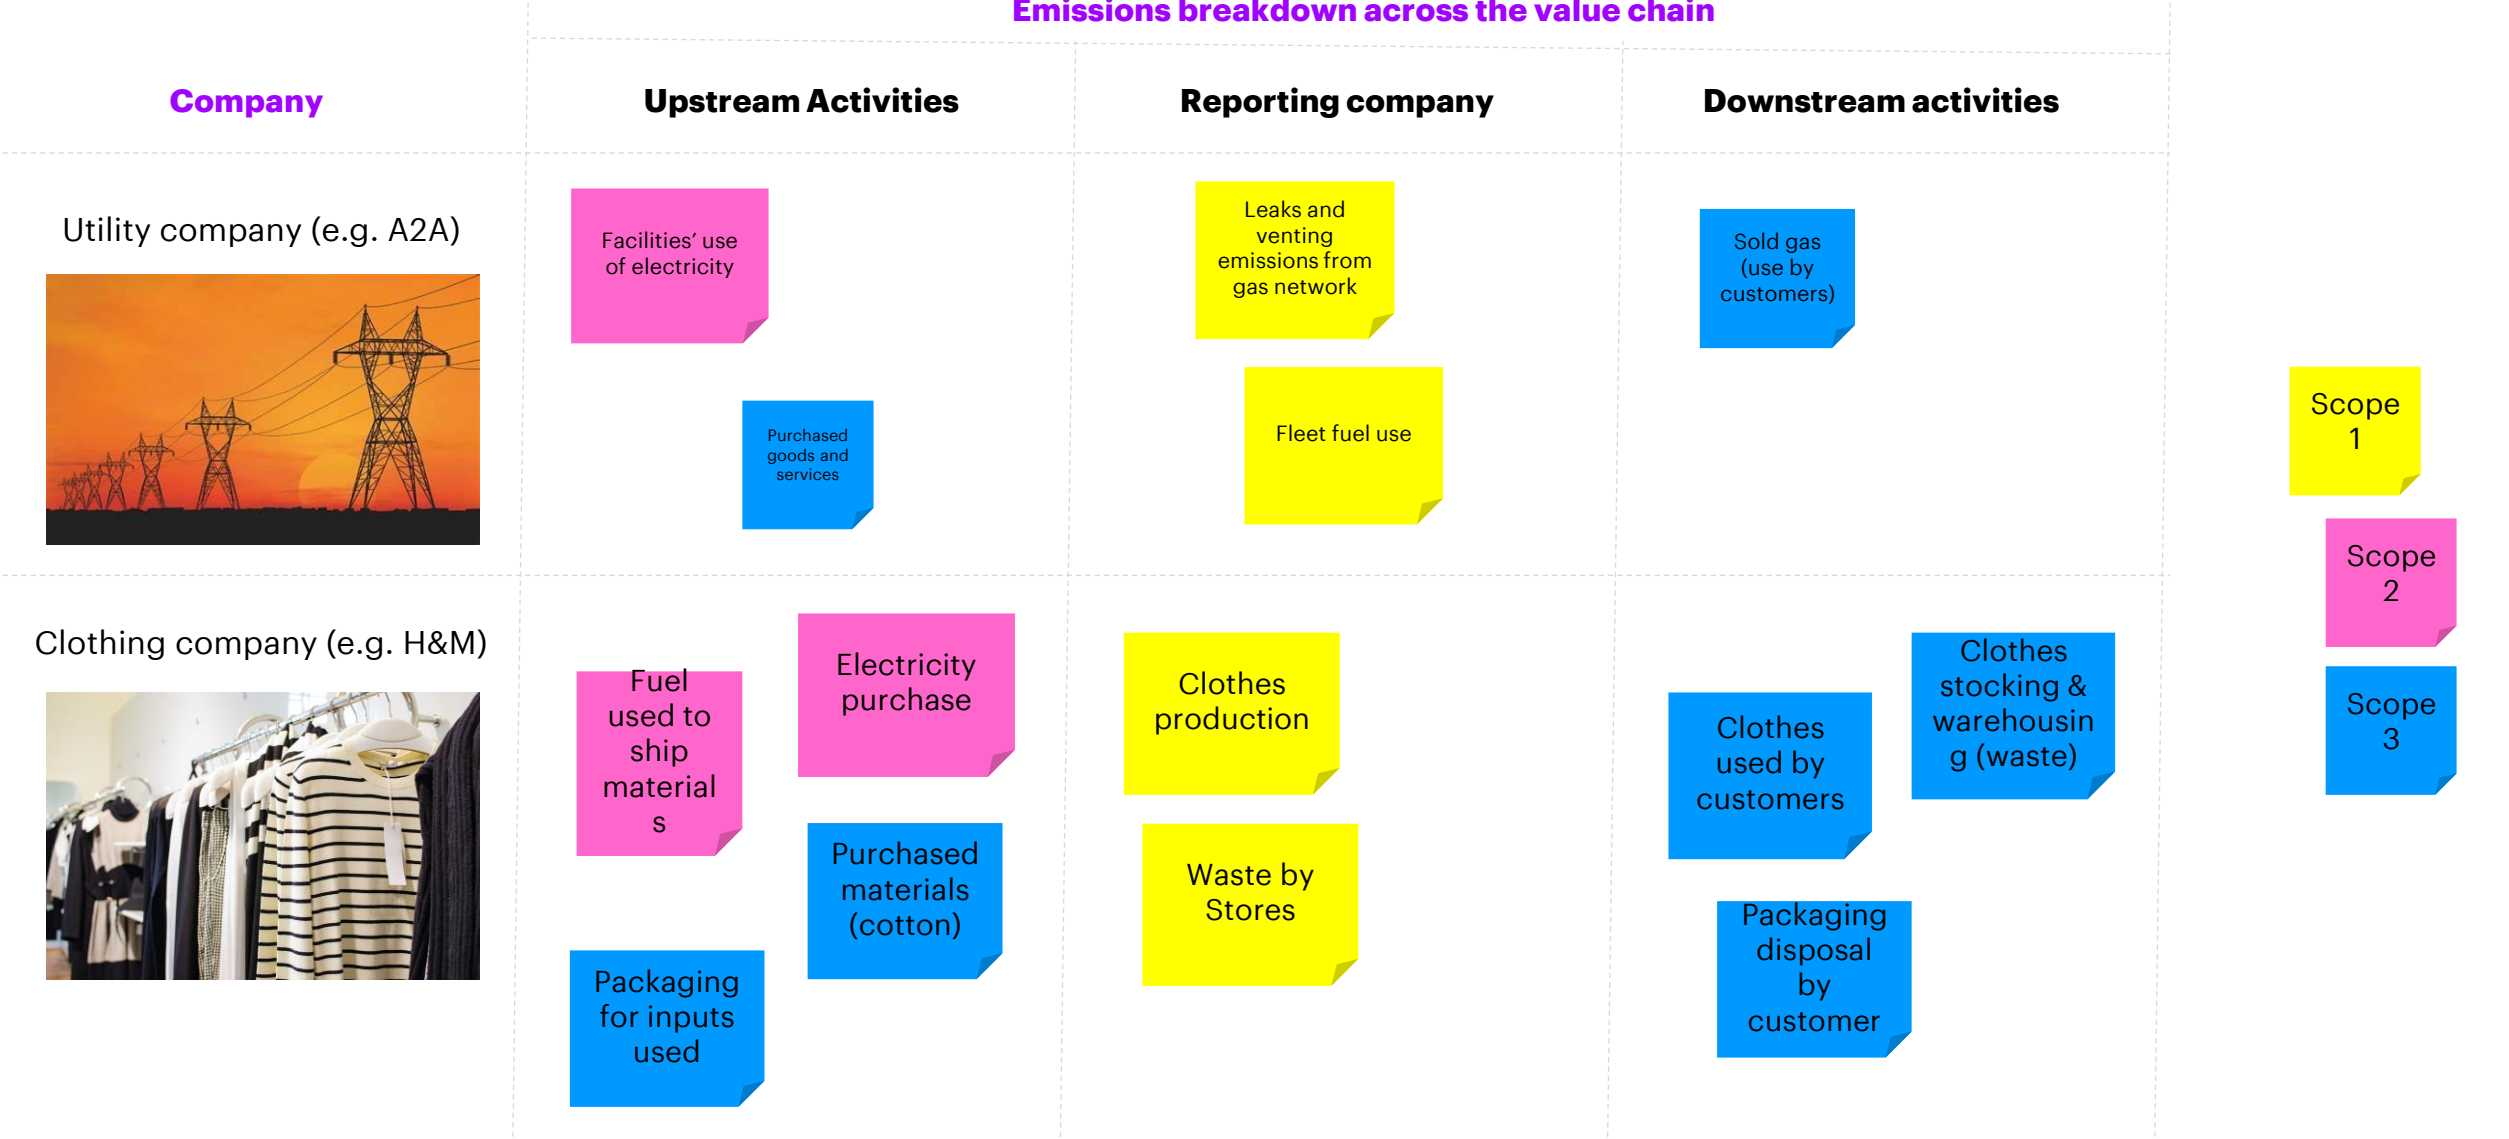 Emissions breakdown across the value chain
Company
Upstream Activities
Reporting company
Downstream activities
Utility company (e.g. A2A)
Facilities’ use
of electricity
Purchased
goods and
services
Leaks and
venting
emissions from
gas network
Fleet fuel use
Sold gas
(use by
customers)
Clothing company (e.g. H&M)
Fuel
used to
ship
material
s
Electricity
purchase
Purchased
materials
(cotton)
Packaging
for inputs
used
Clothes
production
Waste by
Stores
Clothes
used by
customers
Clothes
stocking &
warehousin
g (waste)
Packaging
disposal
by
customer
Scope
1
Scope
2
Scope
3